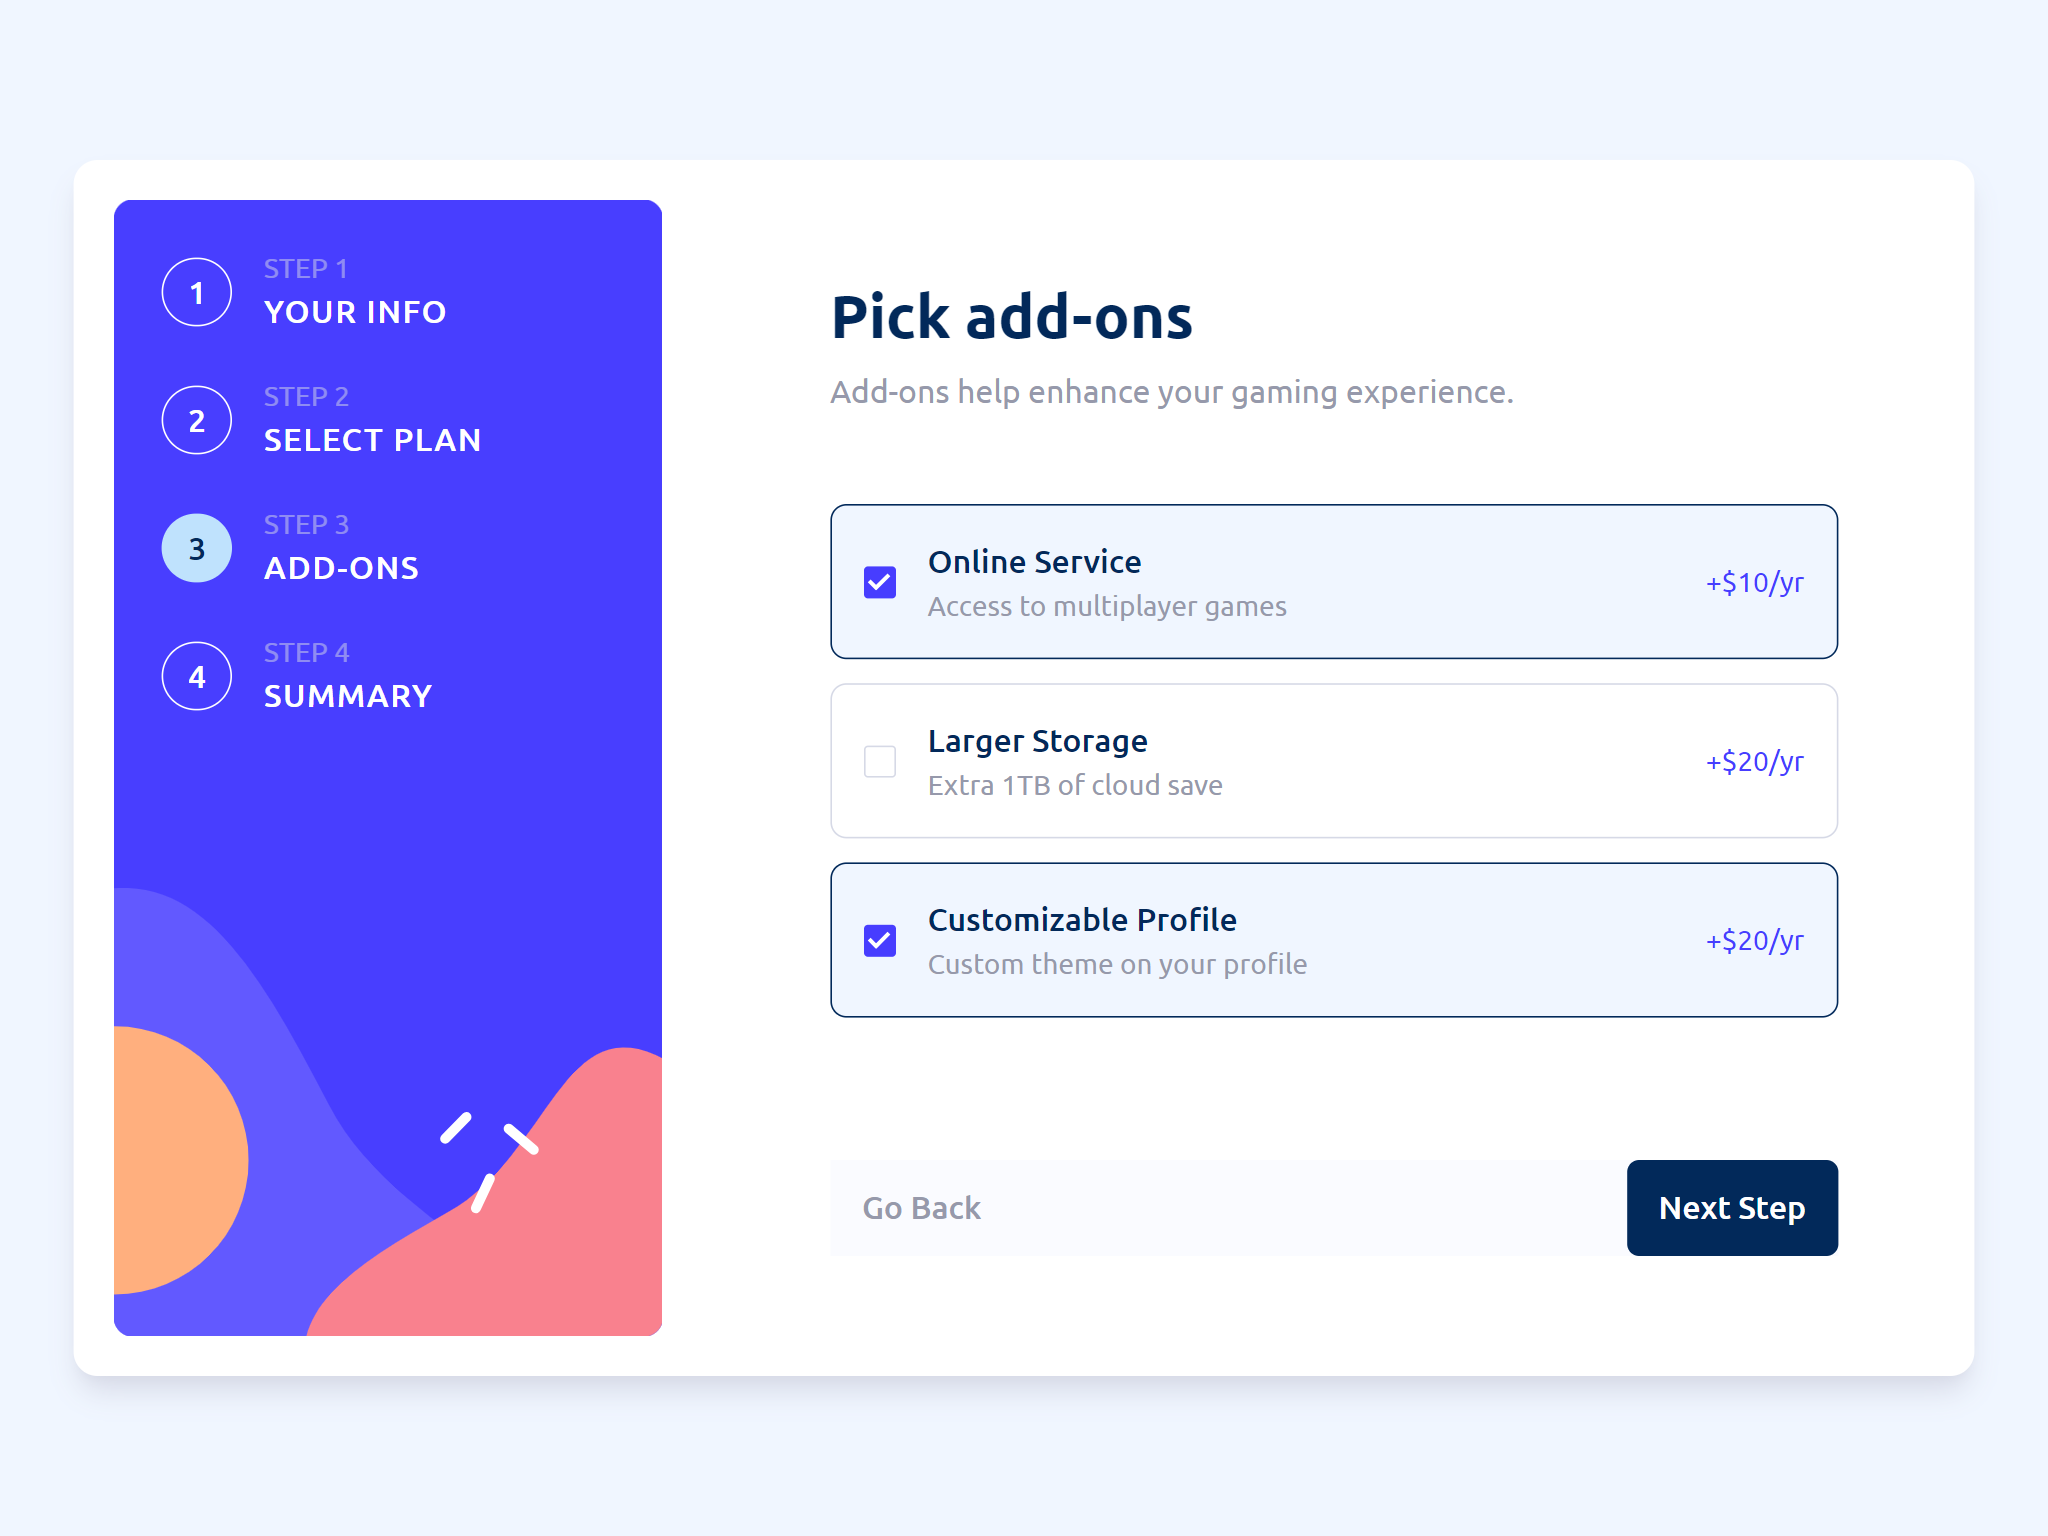 1
STEP 1
YOUR INFO
2
STEP 2
SELECT PLAN
3
STEP 3
ADD-ONS
4
STEP 4
SUMMARY
Pick add-ons
Add-ons help enhance your gaming experience.
Online Service
Access to multiplayer games
+$10/yr
Larger Storage
Extra 1TB of cloud save
+$20/yr
Customizable Profile
Custom theme on your profile
+$20/yr
Go Back
Next Step